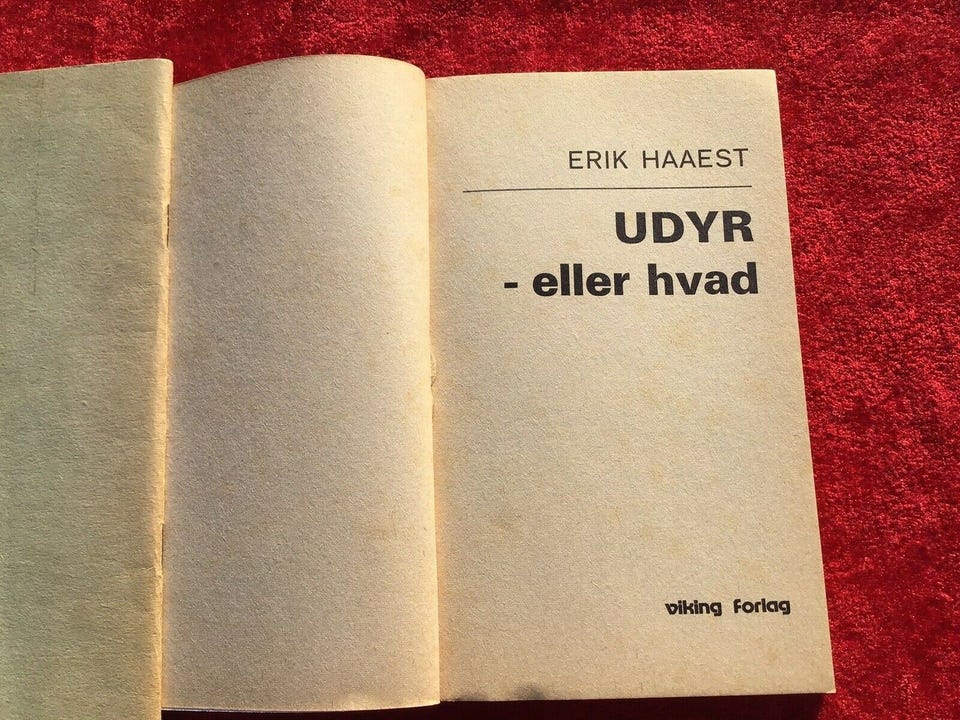 ERIK HAAEST
UDYR
- eller hvad
viking forlag